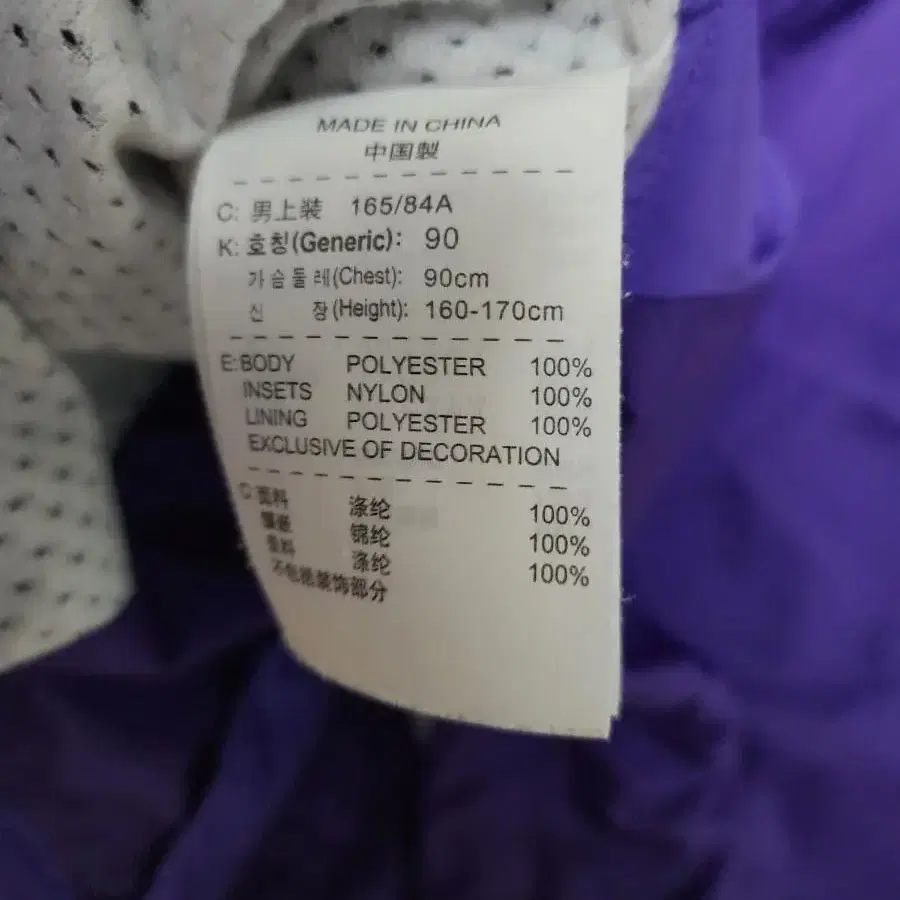 MADE IN CHINA
中国製
C: 男上装 165/84A
K: 호칭(Generic): 90
가슴둘레(Chest): 90cm
신 장(Height): 160-170cm
E: BODY POLYESTER 100%
INSETS NYLON 100%
LINING POLYESTER 100%
EXCLUSIVE OF DECORATION
C: 面料 涤纶 100%
镶嵌 锦纶 100%
里料 涤纶 100%
不包括装饰部分